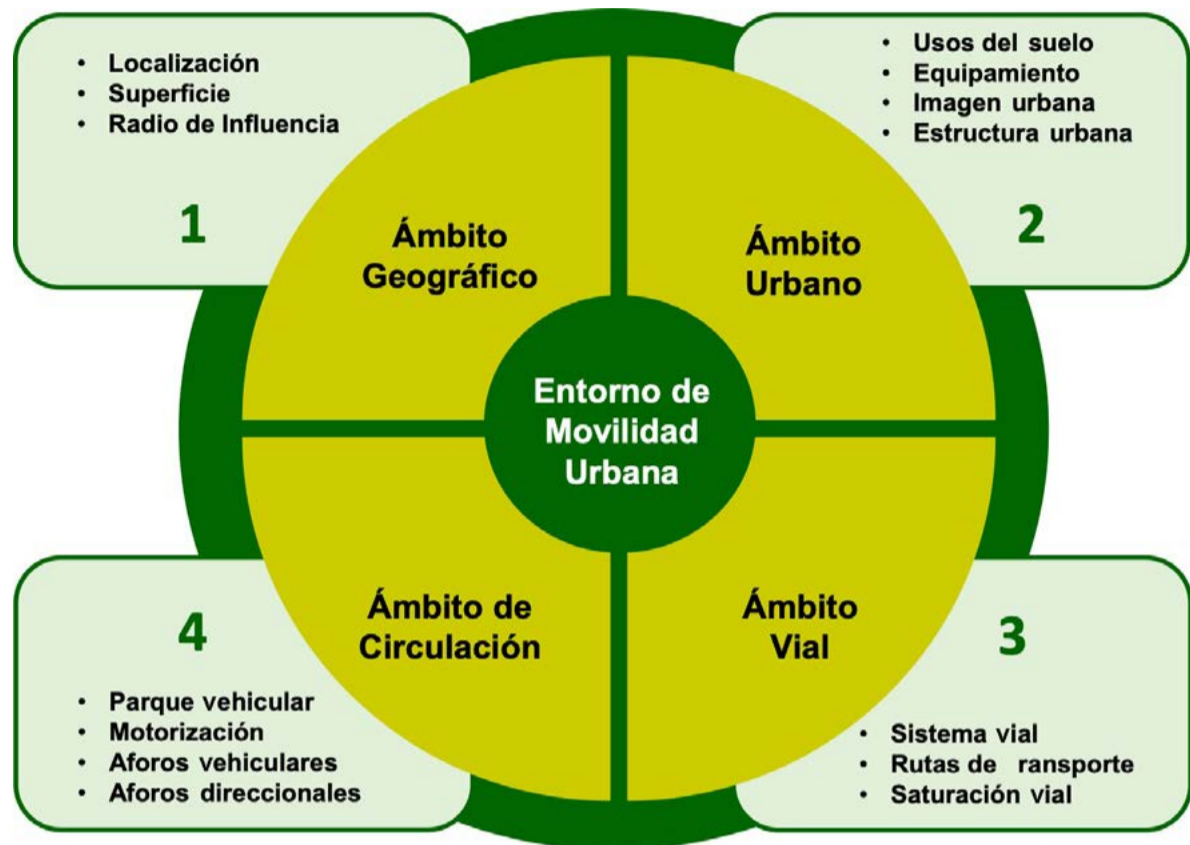 • Localización
• Superficie
• Radio de Influencia
1
• Usos del suelo
• Equipamiento
• Imagen urbana
• Estructura urbana
2
Ámbito
Geográfico
Ámbito
Urbano
Entorno de
Movilidad
Urbana
Ámbito de
Circulación
Ámbito
Vial
4
• Parque vehicular
• Motorización
• Aforos vehiculares
• Aforos direccionales
3
• Sistema vial
• Rutas de ransporte
• Saturación vial